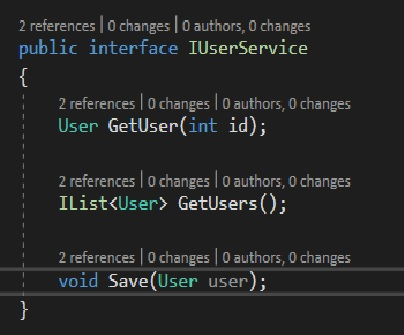 2 references | 0 changes | 0 authors, 0 changes
public interface IUserService
{
2 references | 0 changes | 0 authors, 0 changes
User GetUser(int id);
2 references | 0 changes | 0 authors, 0 changes
IList<User> GetUsers();
2 references | 0 changes | 0 authors, 0 changes
void Save(User user);
}